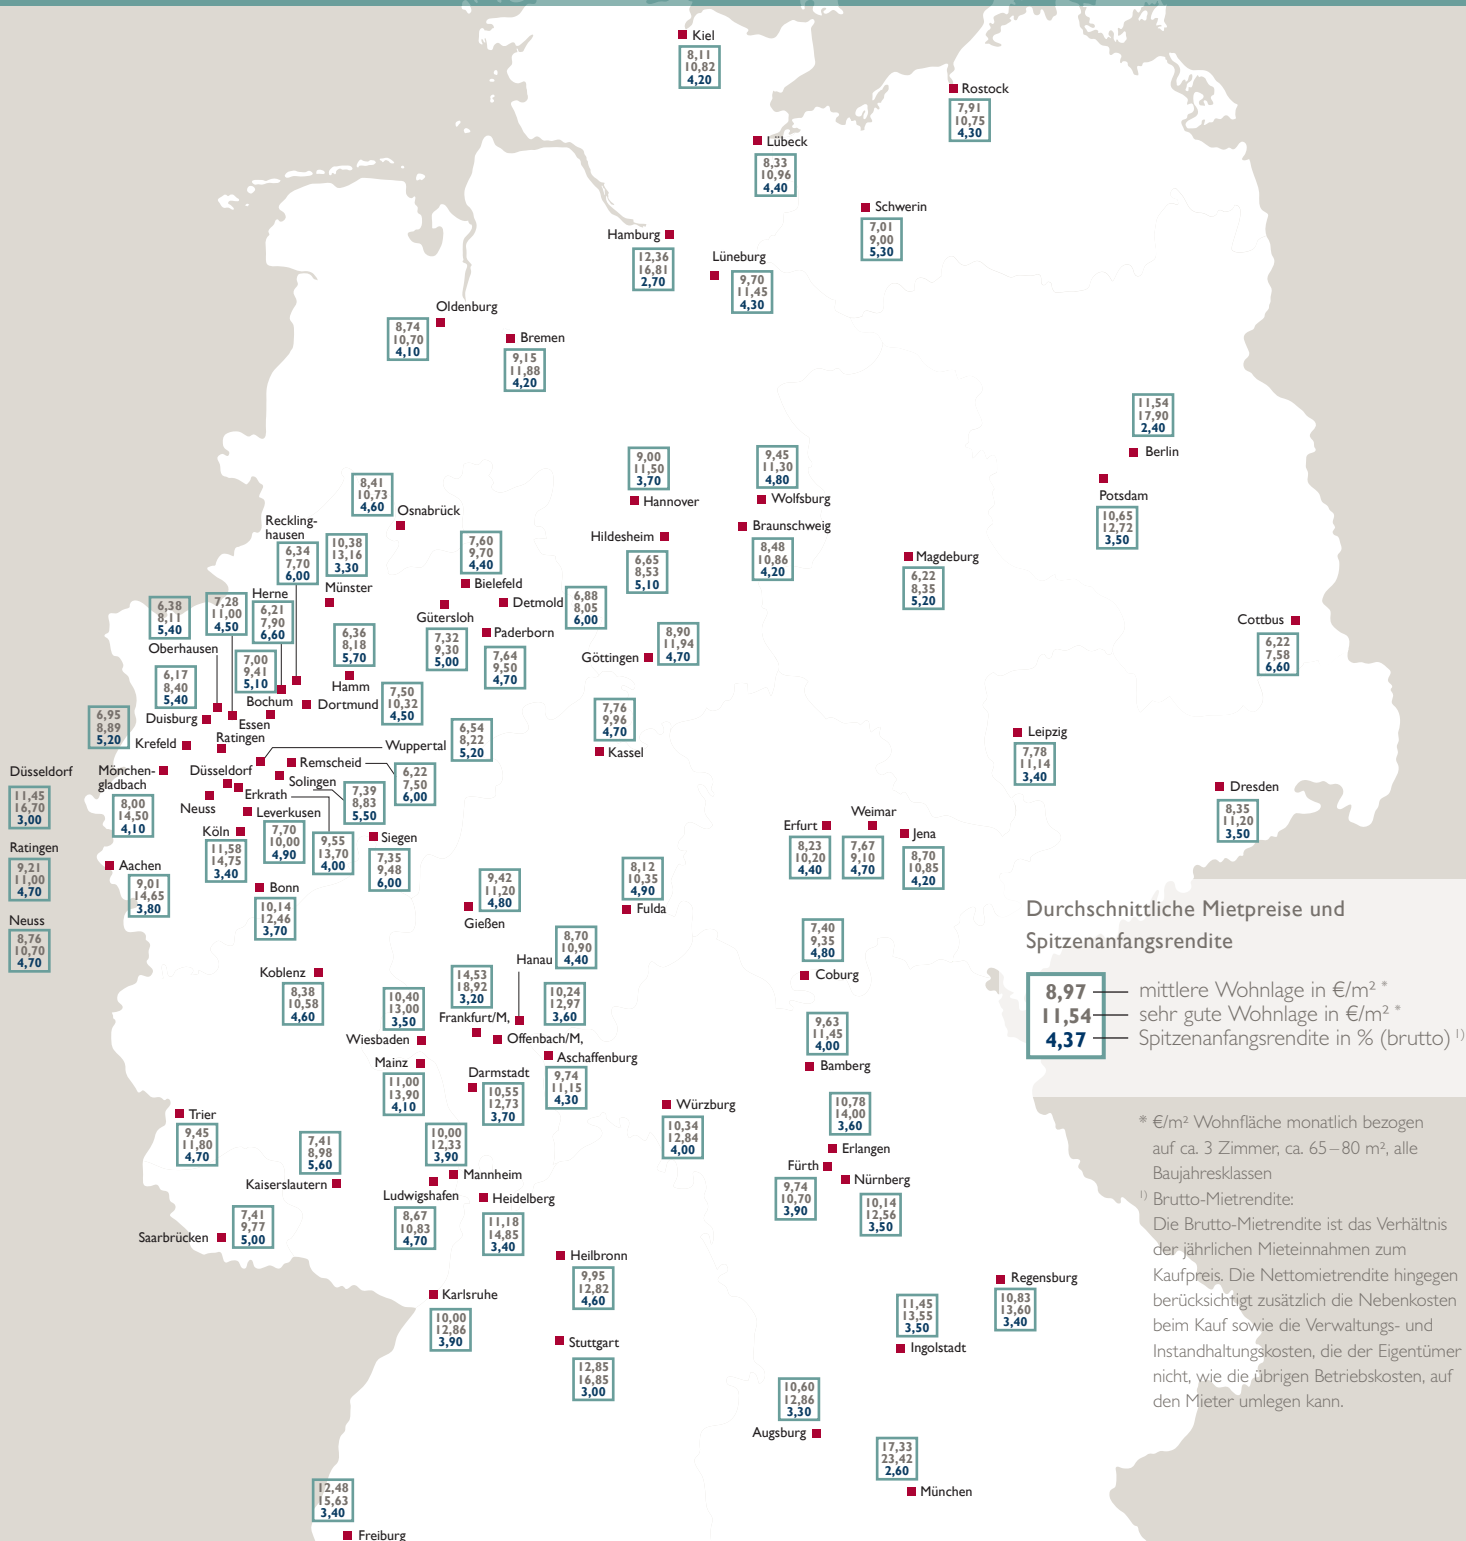 Kiel
8,11
10,82
4,20
Rostock
7,91
10,75
4,30
Lübeck
8,33
10,96
4,40
Schwerin
7,01
9,00
5,30
Hamburg
12,36
16,81
2,70
Lüneburg
9,70
11,45
4,30
Oldenburg
8,74
10,70
4,10
Bremen
9,15
11,88
4,20
11,54
17,90
2,40
Berlin
Potsdam
10,65
12,72
3,50
9,00
11,50
3,70
Hannover
9,45
11,30
4,80
Wolfsburg
8,41
10,73
4,60
Osnabrück
Braunschweig
8,48
10,86
4,20
Hildesheim
6,65
8,53
5,10
Magdeburg
6,22
8,35
5,20
Reckling-
hausen
6,34
7,70
6,00
10,38
13,16
3,30
Münster
7,60
9,70
4,40
Bielefeld
Detmold
6,88
8,05
6,00
Gütersloh
7,32
9,30
5,00
Paderborn
7,64
9,50
4,70
Göttingen
8,90
11,94
4,70
Cottbus
6,22
7,58
6,60
6,38
8,11
5,40
Oberhausen
7,28
11,00
4,50
Herne
6,21
7,90
6,60
6,36
8,18
5,70
Hamm
7,00
9,41
5,10
Bochum
6,17
8,40
5,40
Duisburg
Essen
Dortmund
7,50
10,32
4,50
6,95
8,89
5,20
Krefeld
Ratingen
Wuppertal
6,54
8,22
5,20
7,76
9,96
4,70
Kassel
Leipzig
7,78
11,14
3,40
Dresden
8,35
11,20
3,50
Düsseldorf
11,45
16,70
3,00
Mönchen-
gladbach
8,00
14,50
4,10
Düsseldorf
Remscheid
6,22
7,50
6,00
Solingen
7,39
8,83
5,50
Erkrath
9,55
13,70
4,00
Neuss
Leverkusen
7,70
10,00
4,90
Köln
11,58
14,75
3,40
Siegen
7,35
9,48
6,00
Ratingen
9,21
11,00
4,70
Aachen
9,01
14,65
3,80
Bonn
10,14
12,46
3,70
Neuss
8,76
10,70
4,70
Erfurt
8,23
10,20
4,40
Weimar
7,67
9,10
4,70
Jena
8,70
10,85
4,20
9,42
11,20
4,80
Gießen
8,12
10,35
4,90
Fulda
7,40
9,35
4,80
Coburg
Durchschnittliche Mietpreise und
Spitzenanfangsrendite
8,97 mittlere Wohnlage in €/m² *
11,54 sehr gute Wohnlage in €/m² *
4,37 Spitzenanfangsrendite in % (brutto) 1)
Koblenz
8,38
10,58
4,60
8,70
10,90
4,40
Hanau
14,53
18,92
3,20
Frankfurt/M,
10,24
12,97
3,60
Offenbach/M,
10,40
13,00
3,50
Wiesbaden
Mainz
11,00
13,90
4,10
Aschaffenburg
9,74
11,15
4,30
Darmstadt
10,55
12,73
3,70
9,63
11,45
4,00
Bamberg
Würzburg
10,34
12,84
4,00
10,78
14,00
3,60
Erlangen
Fürth
9,74
10,70
3,90
Nürnberg
10,14
12,56
3,50
Trier
9,45
11,80
4,70
7,41
8,98
5,60
Kaiserslautern
10,00
12,33
3,90
Mannheim
Ludwigshafen
8,67
10,83
4,70
Heidelberg
11,18
14,85
3,40
Saarbrücken
7,41
9,77
5,00
Heilbronn
9,95
12,82
4,60
Karlsruhe
10,00
12,86
3,90
Stuttgart
12,85
16,85
3,00
Regensburg
10,83
13,60
3,40
11,45
13,55
3,50
Ingolstadt
10,60
12,86
3,30
Augsburg
17,33
23,42
2,60
München
12,48
15,63
3,40
Freiburg
* €/m² Wohnfläche monatlich bezogen
auf ca. 3 Zimmer, ca. 65–80 m², alle
Baujahresklassen
1) Brutto-Mietrendite:
Die Brutto-Mietrendite ist das Verhältnis
der jährlichen Mieteinnahmen zum
Kaufpreis. Die Nettomietrendite hingegen
berücksichtigt zusätzlich die Nebenkosten
beim Kauf sowie die Verwaltungs- und
Instandhaltungskosten, die der Eigentümer
nicht, wie die übrigen Betriebskosten, auf
den Mieter umlegen kann.